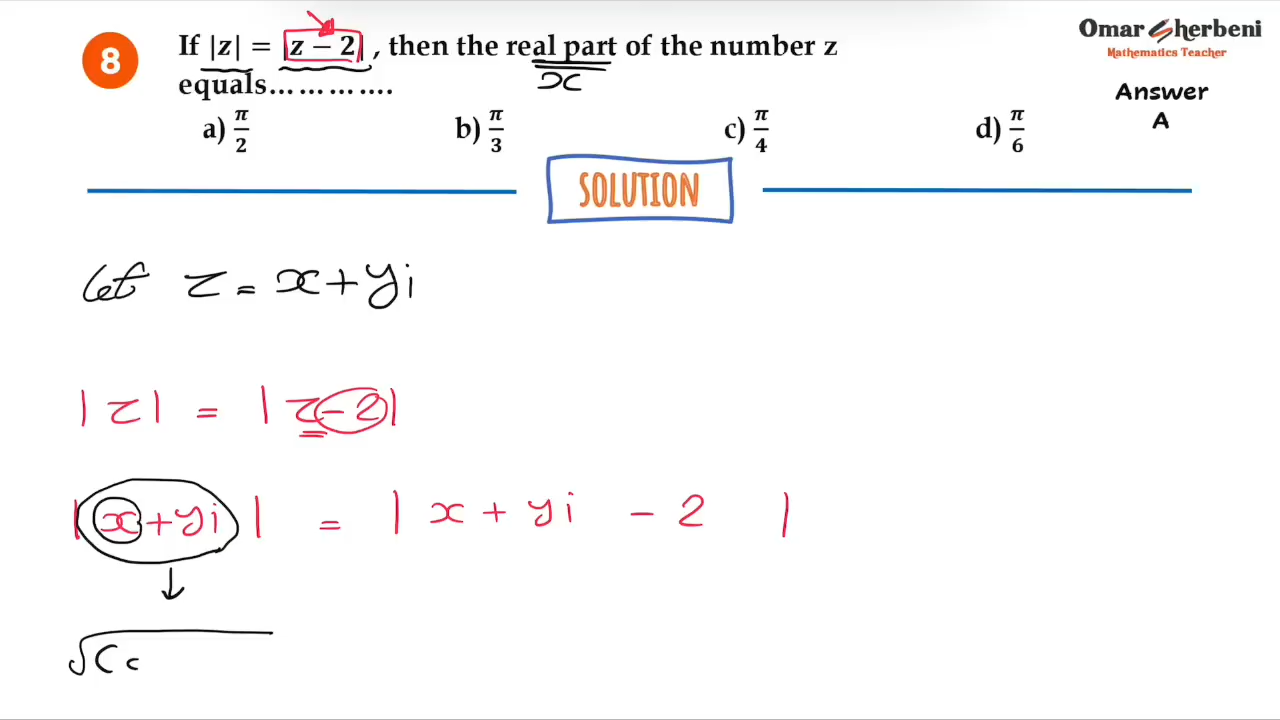 8
If |z| = |z − 2| , then the real part of the number z
equals………….
x
a) π/2 b) π/3 c) π/4 d) π/6
Omar Sherbeni
Mathematics Teacher
Answer
A
SOLUTION
let z = x + yi
|z| = |z − 2|
|x + yi| = |x + yi − 2|
√(c